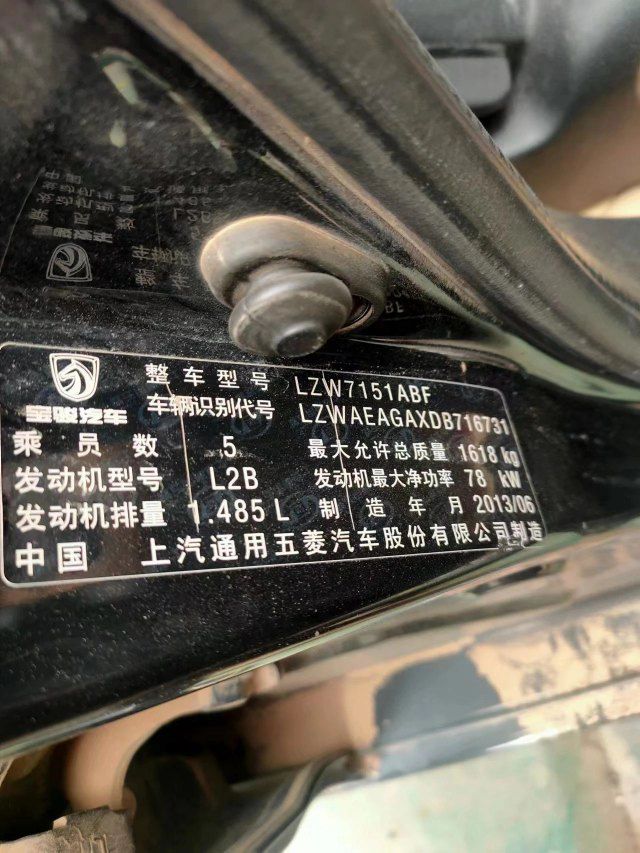 宝骏汽车
整车型号 LZW7151ABF
车辆识别代号 LZWAEAGAXDB716731
乘员数 5 最大允许总质量 1618 kg
发动机型号 L2B 发动机最大净功率 78 kW
发动机排量 1.485 L 制造年月 2013/06
中国 上汽通用五菱汽车股份有限公司制造